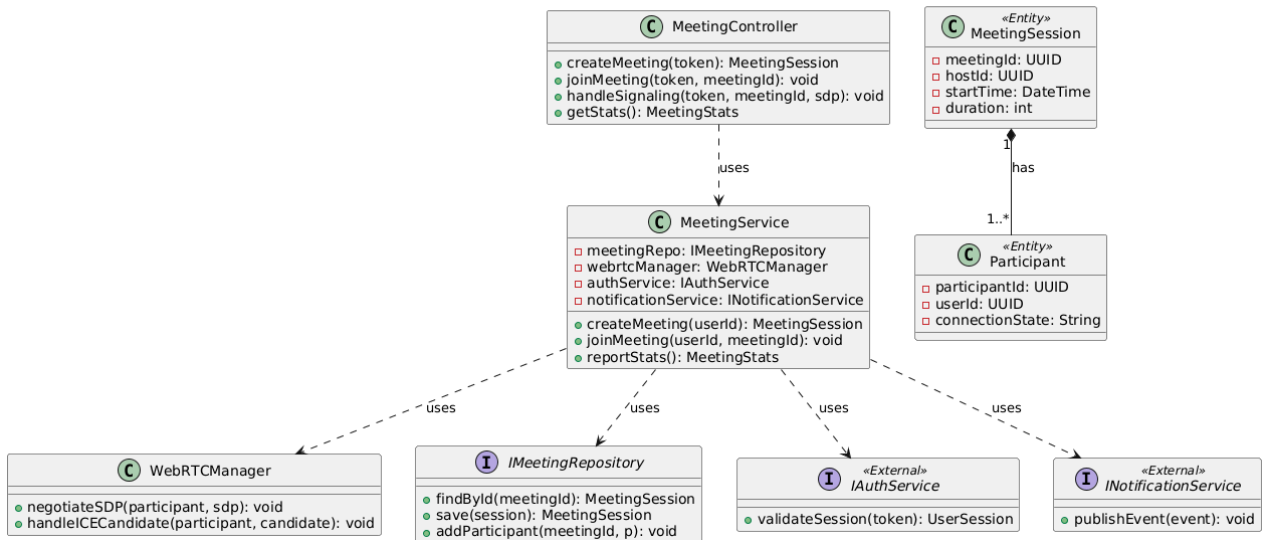 C MeetingController
createMeeting(token): MeetingSession
joinMeeting(token, meetingId): void
handleSignaling(token, meetingId, sdp): void
getStats(): MeetingStats
«Entity»
C MeetingSession
meetingId: UUID
hostId: UUID
startTime: DateTime
duration: int
uses
1
has
1..*
C MeetingService
meetingRepo: IMeetingRepository
webrtcManager: WebRTCManager
authService: IAuthService
notificationService: INotificationService
createMeeting(userId): MeetingSession
joinMeeting(userId, meetingId): void
reportStats(): MeetingStats
«Entity»
C Participant
participantId: UUID
userId: UUID
connectionState: String
uses
uses
uses
uses
C WebRTCManager
negotiateSDP(participant, sdp): void
handleICECandidate(participant, candidate): void
I IMeetingRepository
findById(meetingId): MeetingSession
save(session): MeetingSession
addParticipant(meetingId, p): void
«External»
I IAuthService
validateSession(token): UserSession
«External»
I INotificationService
publishEvent(event): void